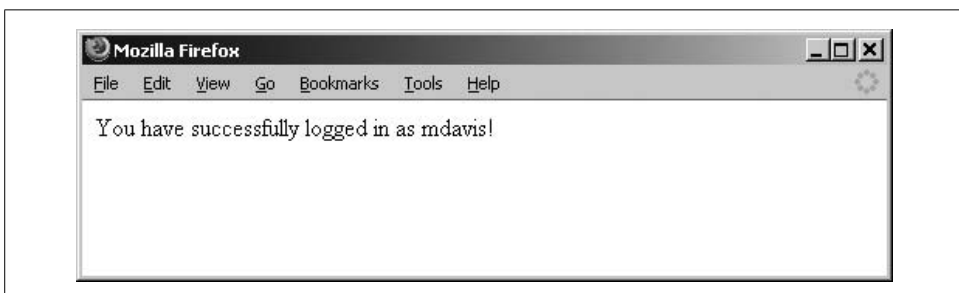 Mozilla Firefox
File Edit View Go Bookmarks Tools Help
You have successfully logged in as mdavis!